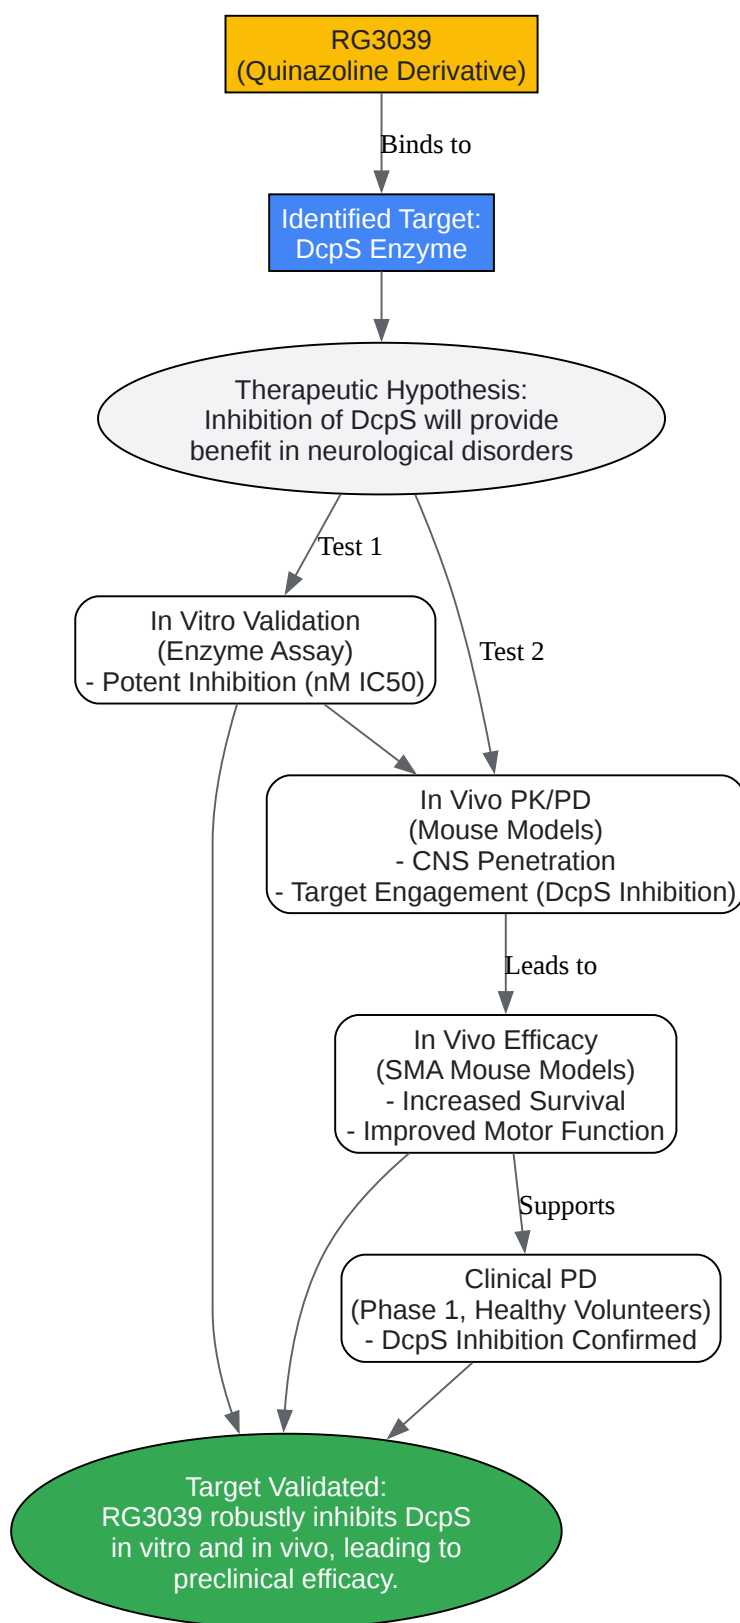 RG3039
(Quinazoline Derivative)
Binds to
Identified Target:
DcpS Enzyme
Therapeutic Hypothesis:
Inhibition of DcpS will provide
benefit in neurological disorders
Test 1
In Vitro Validation
(Enzyme Assay)
- Potent Inhibition (nM IC50)
Test 2
In Vivo PK/PD
(Mouse Models)
- CNS Penetration
- Target Engagement (DcpS Inhibition)
Leads to
In Vivo Efficacy
(SMA Mouse Models)
- Increased Survival
- Improved Motor Function
Supports
Clinical PD
(Phase 1, Healthy Volunteers)
- DcpS Inhibition Confirmed
Target Validated:
RG3039 robustly inhibits DcpS
in vitro and in vivo, leading to
preclinical efficacy.